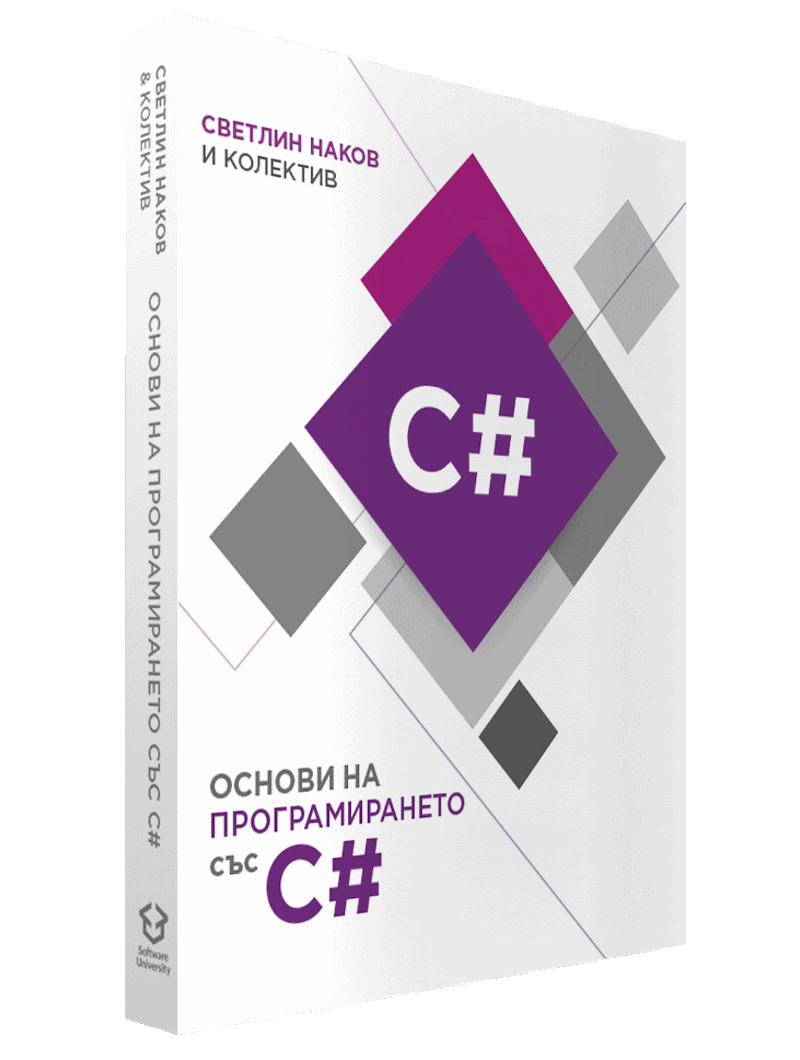 СВЕТЛИН НАКОВ
& КОЛЕКТИВ
ОСНОВИ НА ПРОГРАМИРАНЕТО СЪС C#
Software
University
СВЕТЛИН НАКОВ
И КОЛЕКТИВ
C#
ОСНОВИ НА
ПРОГРАМИРАНЕТО
със C#